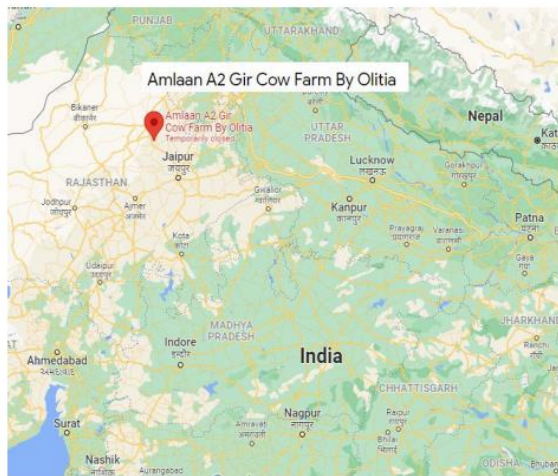 PUNJAB
UTTARAKHAND
Amlaan A2 Gir Cow Farm By Olitia
Bikaner
बीकानेर
Amlaan A2 Gir
Cow Farm By Olitia
Temporarily closed
UTTAR
PRADESH
Nepal
Kat
Jaipur
जयपुर
Lucknow
लखनऊ
Gorakhpur
गोरखपुर
RAJASTHAN
Jodhpur
जोधपुर
Ajmer
अजमेर
Gwalior
ग्वालियर
Kanpur
कानपुर
Prayagraj
प्रयागराज
Varanasi
वाराणसी
Patna
पटना
Kota
कोटा
Gaya
गया
Udaipur
उदयपुर
JHARKHAND
Ranchi
MADHYA
PRADESH
Indore
इन्दौर
India
Ahmedabad
અમદાવાદ
CHHATTISGARH
Surat
Nagpur
नागपुर
Amravati
अमरावती
Raipur
Bhilai
Nashik
नाशिक
Aurangabad
ODISHA